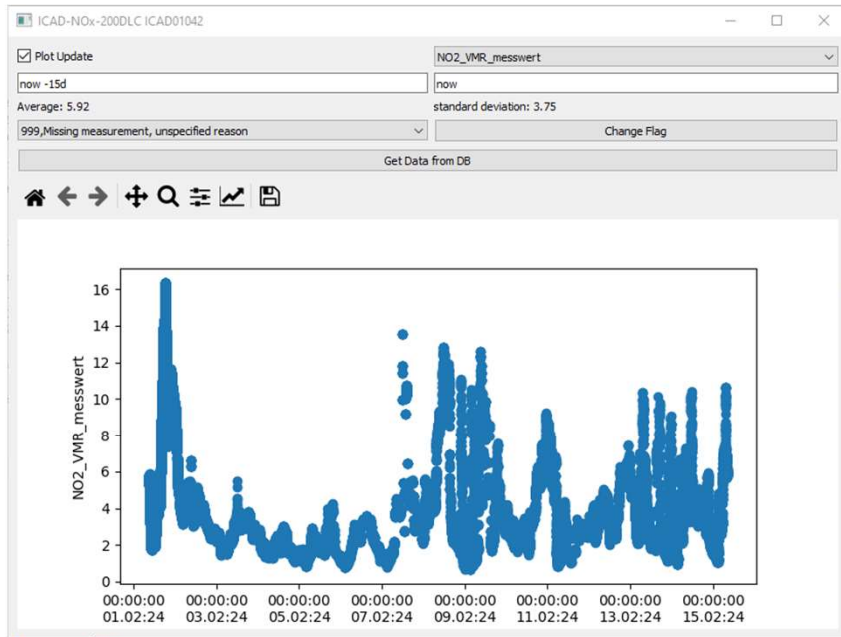 ICAD-NOx-200DLC ICAD01042
Plot Update
NO2_VMR_messwert
now -15d
now
Average: 5.92
standard deviation: 3.75
999,Missing measurement, unspecified reason
Change Flag
Get Data from DB
16
14
12
10
8
6
4
2
0
NO2_VMR_messwert
00:00:00 00:00:00 00:00:00 00:00:00 00:00:00 00:00:00 00:00:00 00:00:00
01.02:24 03.02:24 05.02:24 07.02:24 09.02:24 11.02:24 13.02:24 15.02:24